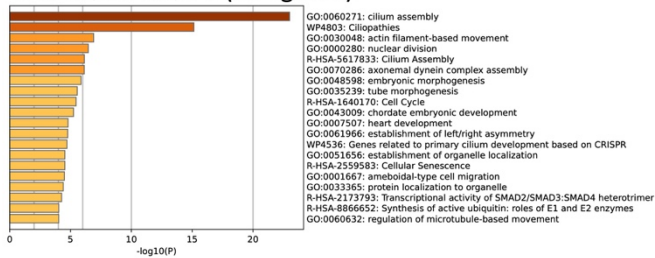 GO:0060271: cilium assembly
WP4803: Ciliopathies
GO:0030048: actin filament-based movement
GO:0000280: nuclear division
R-HSA-5617833: Cilium Assembly
GO:0070286: axonemal dynein complex assembly
GO:0048598: embryonic morphogenesis
GO:0035239: tube morphogenesis
R-HSA-1640170: Cell Cycle
GO:0043009: chordate embryonic development
GO:0007507: heart development
GO:0061966: establishment of left/right asymmetry
WP4536: Genes related to primary cilium development based on CRISPR
GO:0051656: establishment of organelle localization
R-HSA-2559583: Cellular Senescence
GO:0001667: ameboidal-type cell migration
GO:0033365: protein localization to organelle
R-HSA-2173793: Transcriptional activity of SMAD2/SMAD3:SMAD4 heterotrimer
R-HSA-8866652: Synthesis of active ubiquitin: roles of E1 and E2 enzymes
GO:0060632: regulation of microtubule-based movement
0 5 10 15 20
-log10(P)